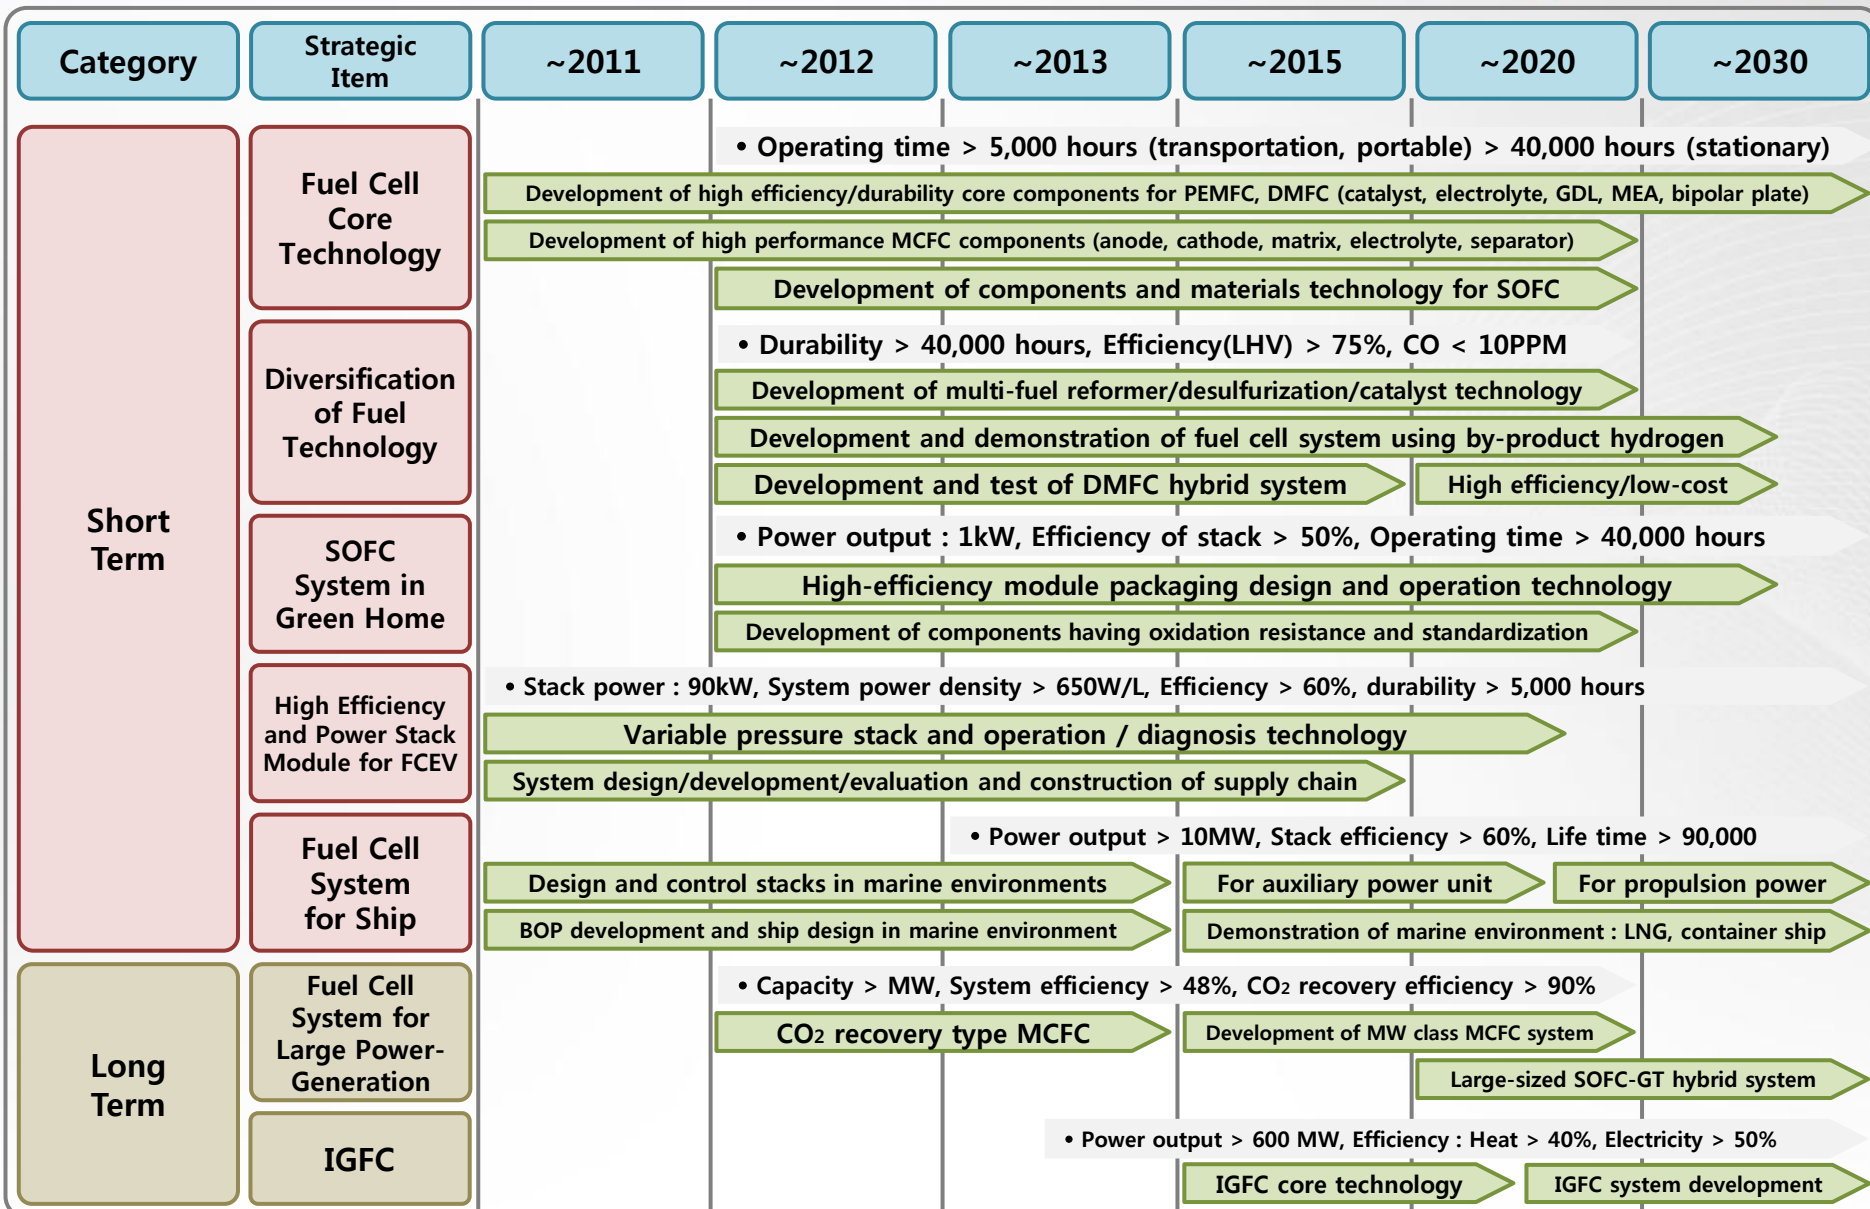 Category
Strategic
Item
~2011
~2012
~2013
~2015
~2020
~2030
Short
Term
Fuel Cell
Core
Technology
• Operating time > 5,000 hours (transportation, portable) > 40,000 hours (stationary)
Development of high efficiency/durability core components for PEMFC, DMFC (catalyst, electrolyte, GDL, MEA, bipolar plate)
Development of high performance MCFC components (anode, cathode, matrix, electrolyte, separator)
Development of components and materials technology for SOFC
Diversification
of Fuel
Technology
• Durability > 40,000 hours, Efficiency(LHV) > 75%, CO < 10PPM
Development of multi-fuel reformer/desulfurization/catalyst technology
Development and demonstration of fuel cell system using by-product hydrogen
Development and test of DMFC hybrid system
High efficiency/low-cost
SOFC
System in
Green Home
• Power output : 1kW, Efficiency of stack > 50%, Operating time > 40,000 hours
High-efficiency module packaging design and operation technology
Development of components having oxidation resistance and standardization
High Efficiency
and Power Stack
Module for FCEV
• Stack power : 90kW, System power density > 650W/L, Efficiency > 60%, durability > 5,000 hours
Variable pressure stack and operation / diagnosis technology
System design/development/evaluation and construction of supply chain
Fuel Cell
System
for Ship
• Power output > 10MW, Stack efficiency > 60%, Life time > 90,000
Design and control stacks in marine environments
For auxiliary power unit
For propulsion power
BOP development and ship design in marine environment
Demonstration of marine environment : LNG, container ship
Long
Term
Fuel Cell
System for
Large Power-
Generation
• Capacity > MW, System efficiency > 48%, CO2 recovery efficiency > 90%
CO2 recovery type MCFC
Development of MW class MCFC system
Large-sized SOFC-GT hybrid system
IGFC
• Power output > 600 MW, Efficiency : Heat > 40%, Electricity > 50%
IGFC core technology
IGFC system development